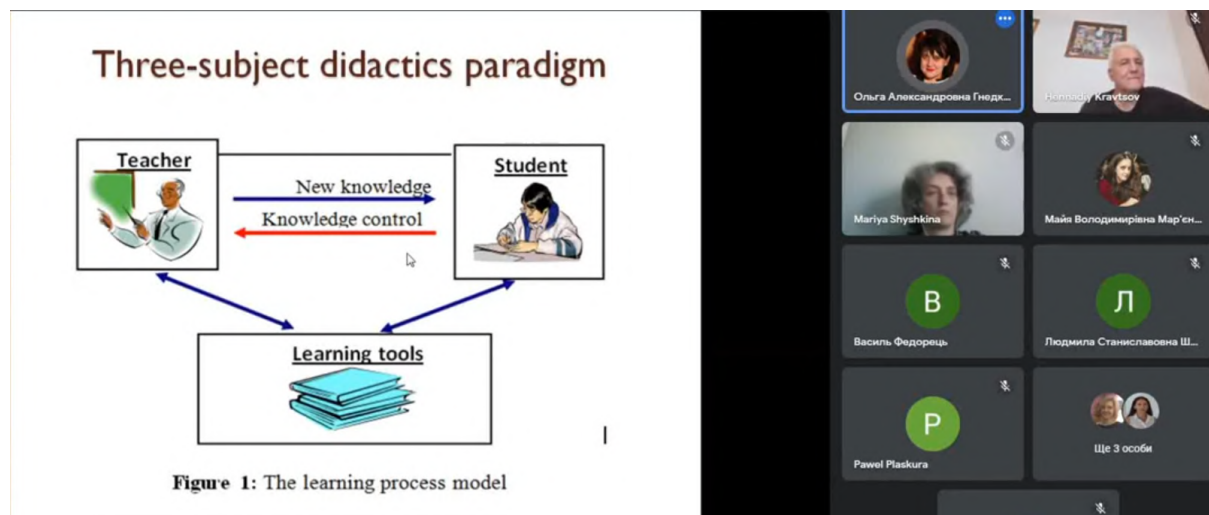 Three-subject didactics paradigm
Teacher
Student
New knowledge
Knowledge control
Learning tools
Figure 1: The learning process model
Ольга Александровна Гнедк...
Hennadiy Kravtsov
Mariya Shyshkina
Майя Володимирівна Мар'єн...
В
Василь Федорець
Л
Людмила Станиславовна Ш...
P
Pawel Plaskura
Ще 3 особи